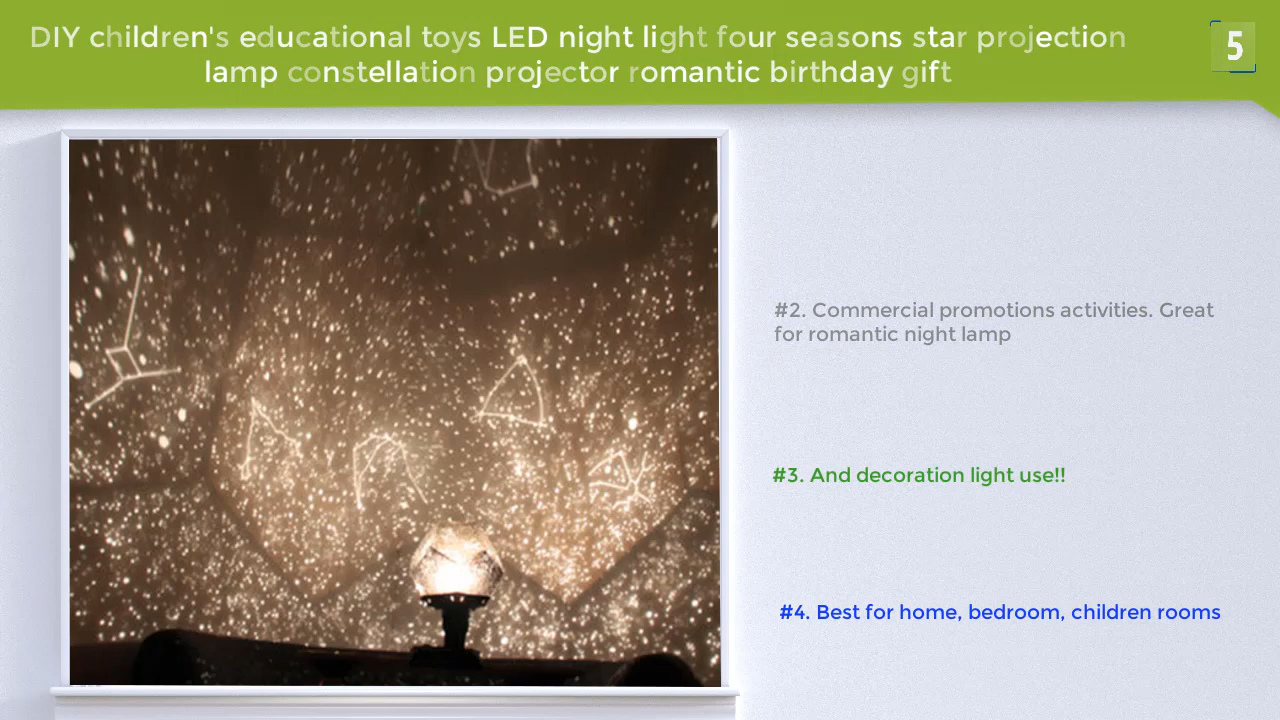 DIY children's educational toys LED night light four seasons star projection
lamp constellation projector romantic birthday gift
5
#2. Commercial promotions activities. Great
for romantic night lamp
#3. And decoration light use!!
#4. Best for home, bedroom, children rooms